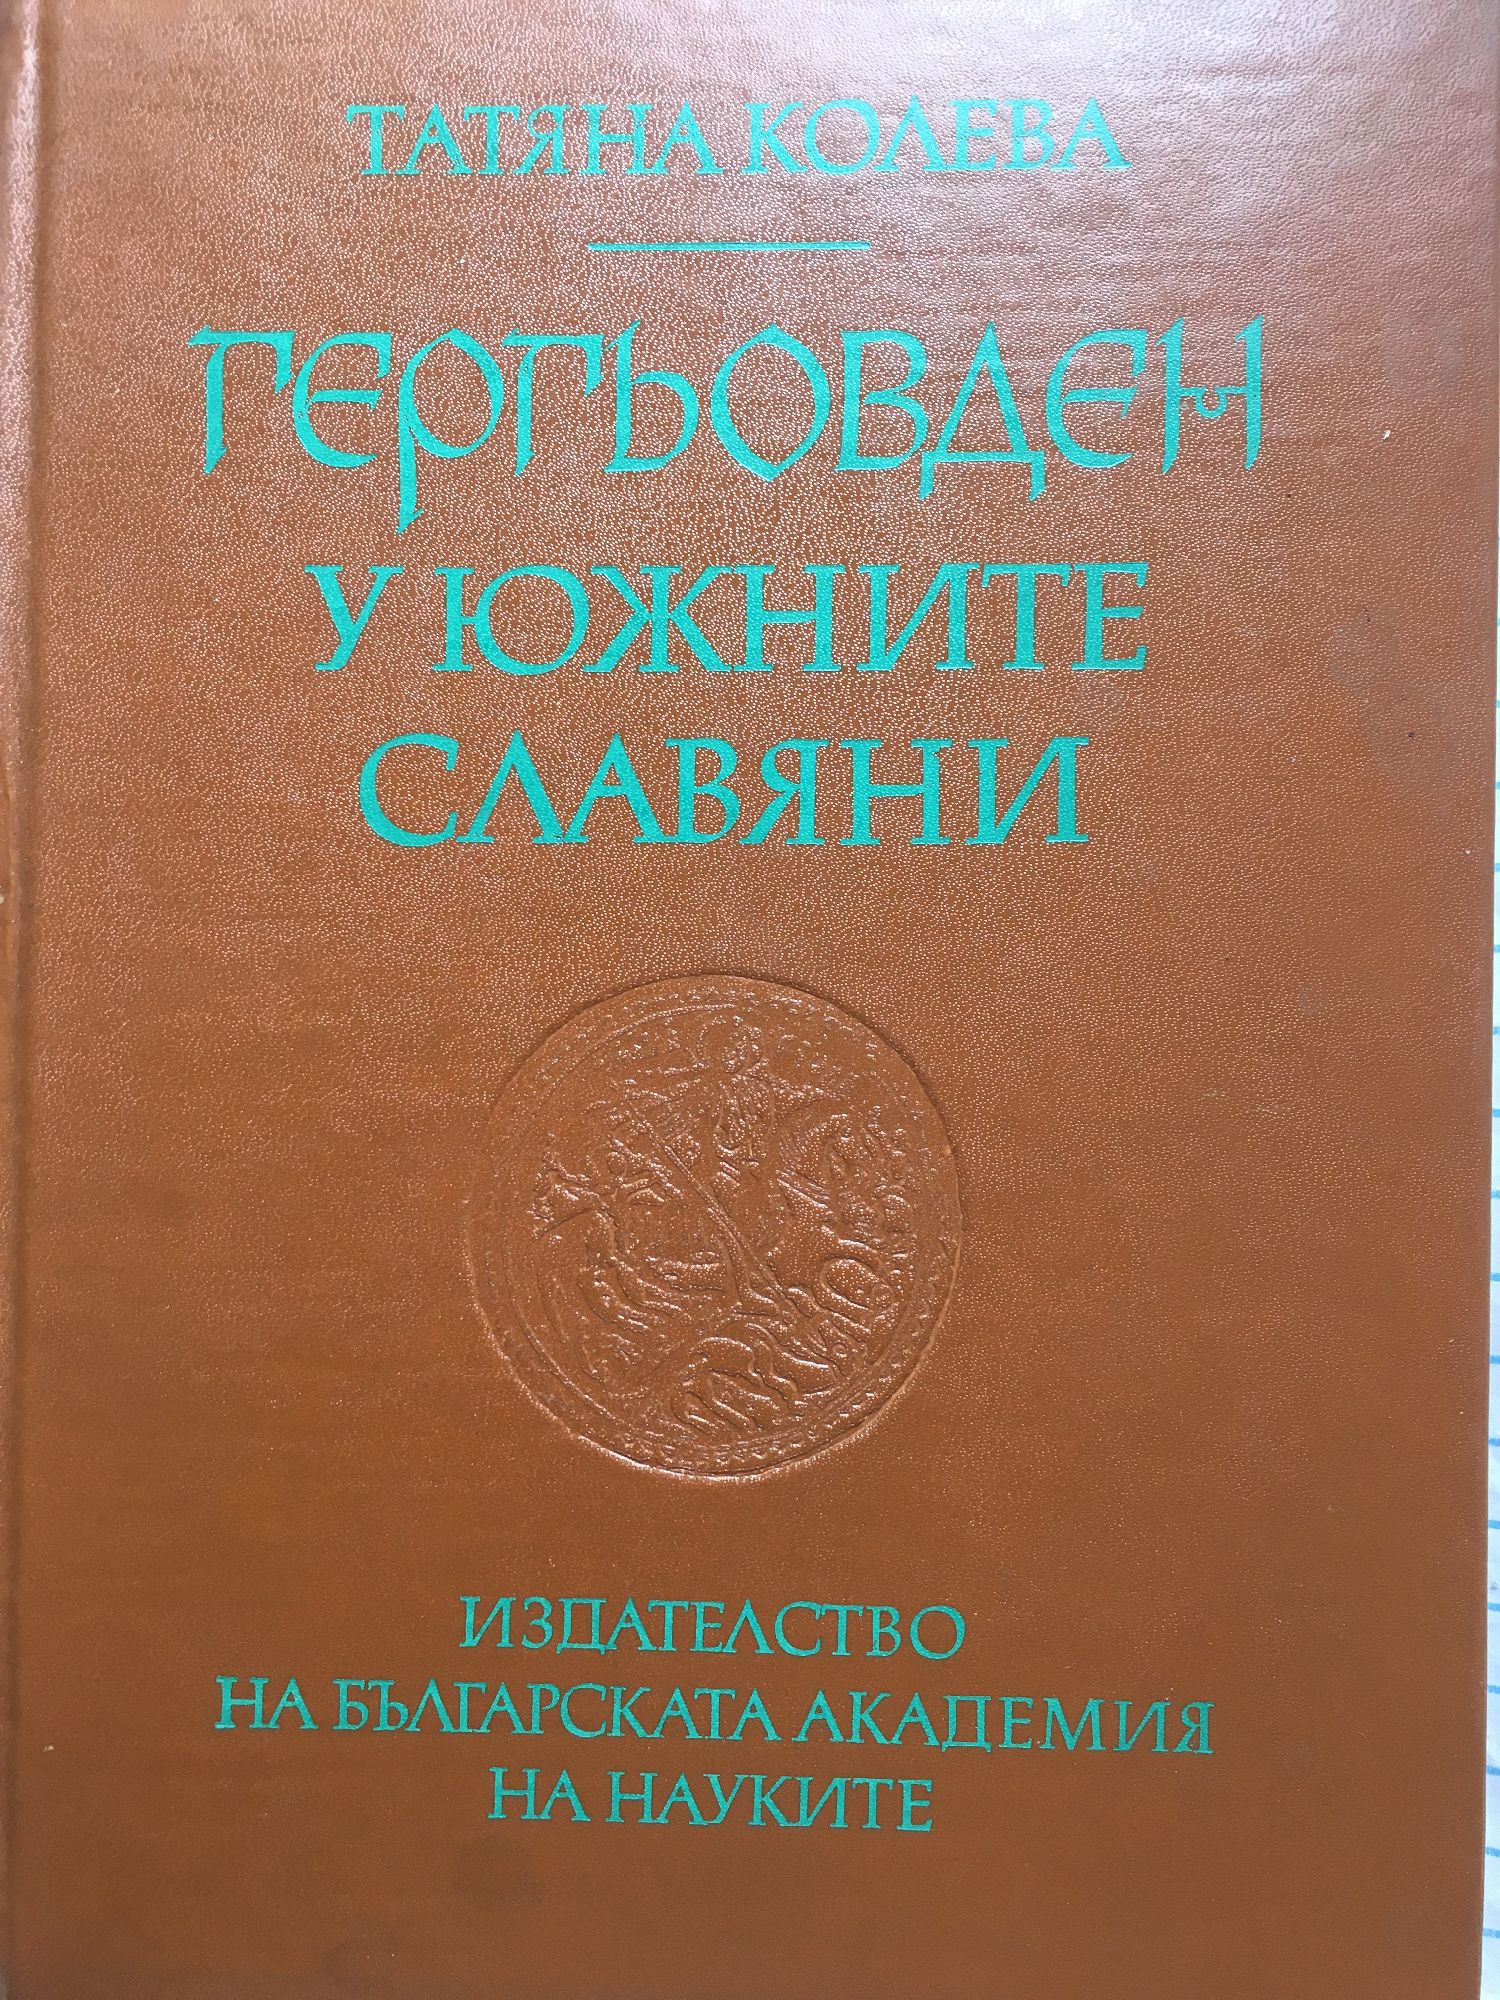 ТАТЯНА КОЛЕВА
ГЕРГЬОВДЕН
У ЮЖНИТЕ
СЛАВЯНИ
ИЗДАТЕЛСТВО
НА БЪЛГАРСКАТА АКАДЕМИЯ
НА НАУКИТЕ